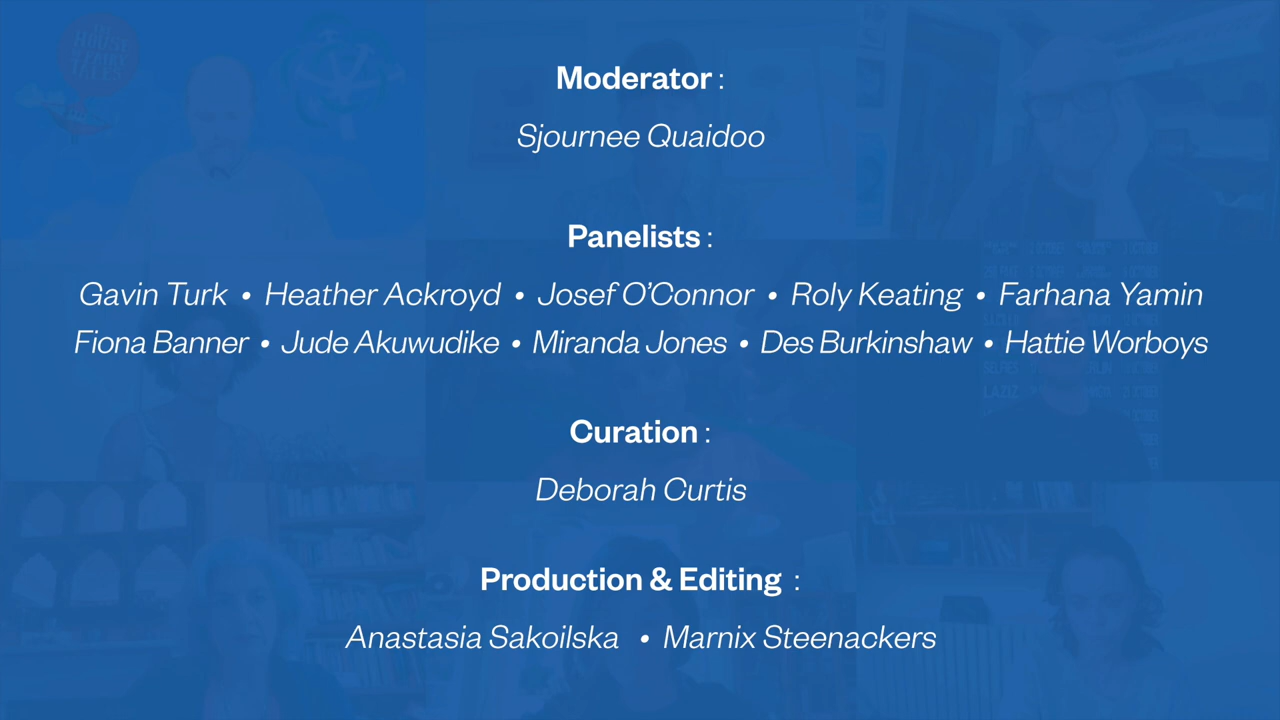 Moderator :
Sjournee Quaidoo
Panelists :
Gavin Turk • Heather Ackroyd • Josef O’Connor • Roly Keating • Farhana Yamin
Fiona Banner • Jude Akuwudike • Miranda Jones • Des Burkinshaw • Hattie Worboys
Curation :
Deborah Curtis
Production & Editing :
Anastasia Sakoilska • Marnix Steenackers